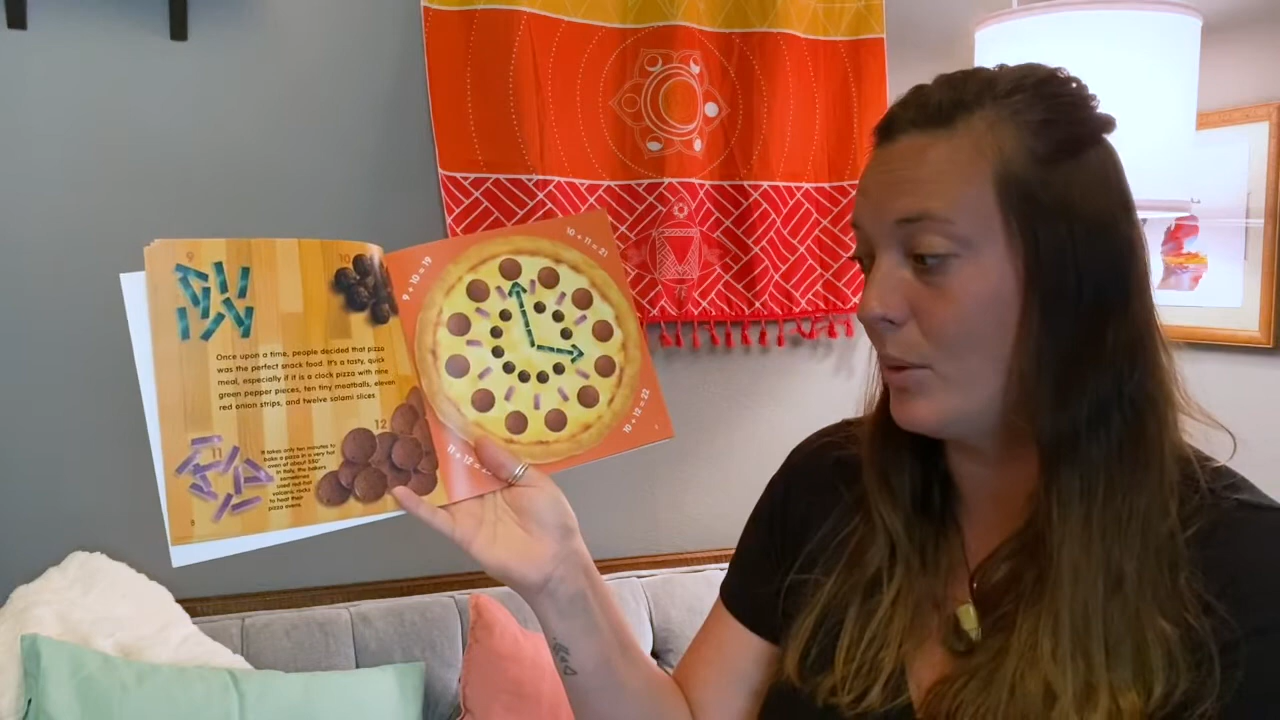 9
10
Once upon a time, people decided that pizza
was the perfect snack food. It's a tasty, quick
meal, especially if it is a clock pizza with nine
green pepper pieces, ten tiny meatballs, eleven
red onion strips, and twelve salami slices.
11
12
It takes only ten minutes to
bake a pizza in a very hot
oven of about 550°
In Italy, the bakers
sometimes
used red-hot
volcanic rocks
to heat their
pizza ovens.
8
9 + 10 = 19
10 + 11 = 21
10 + 12 = 22
11 + 12 =